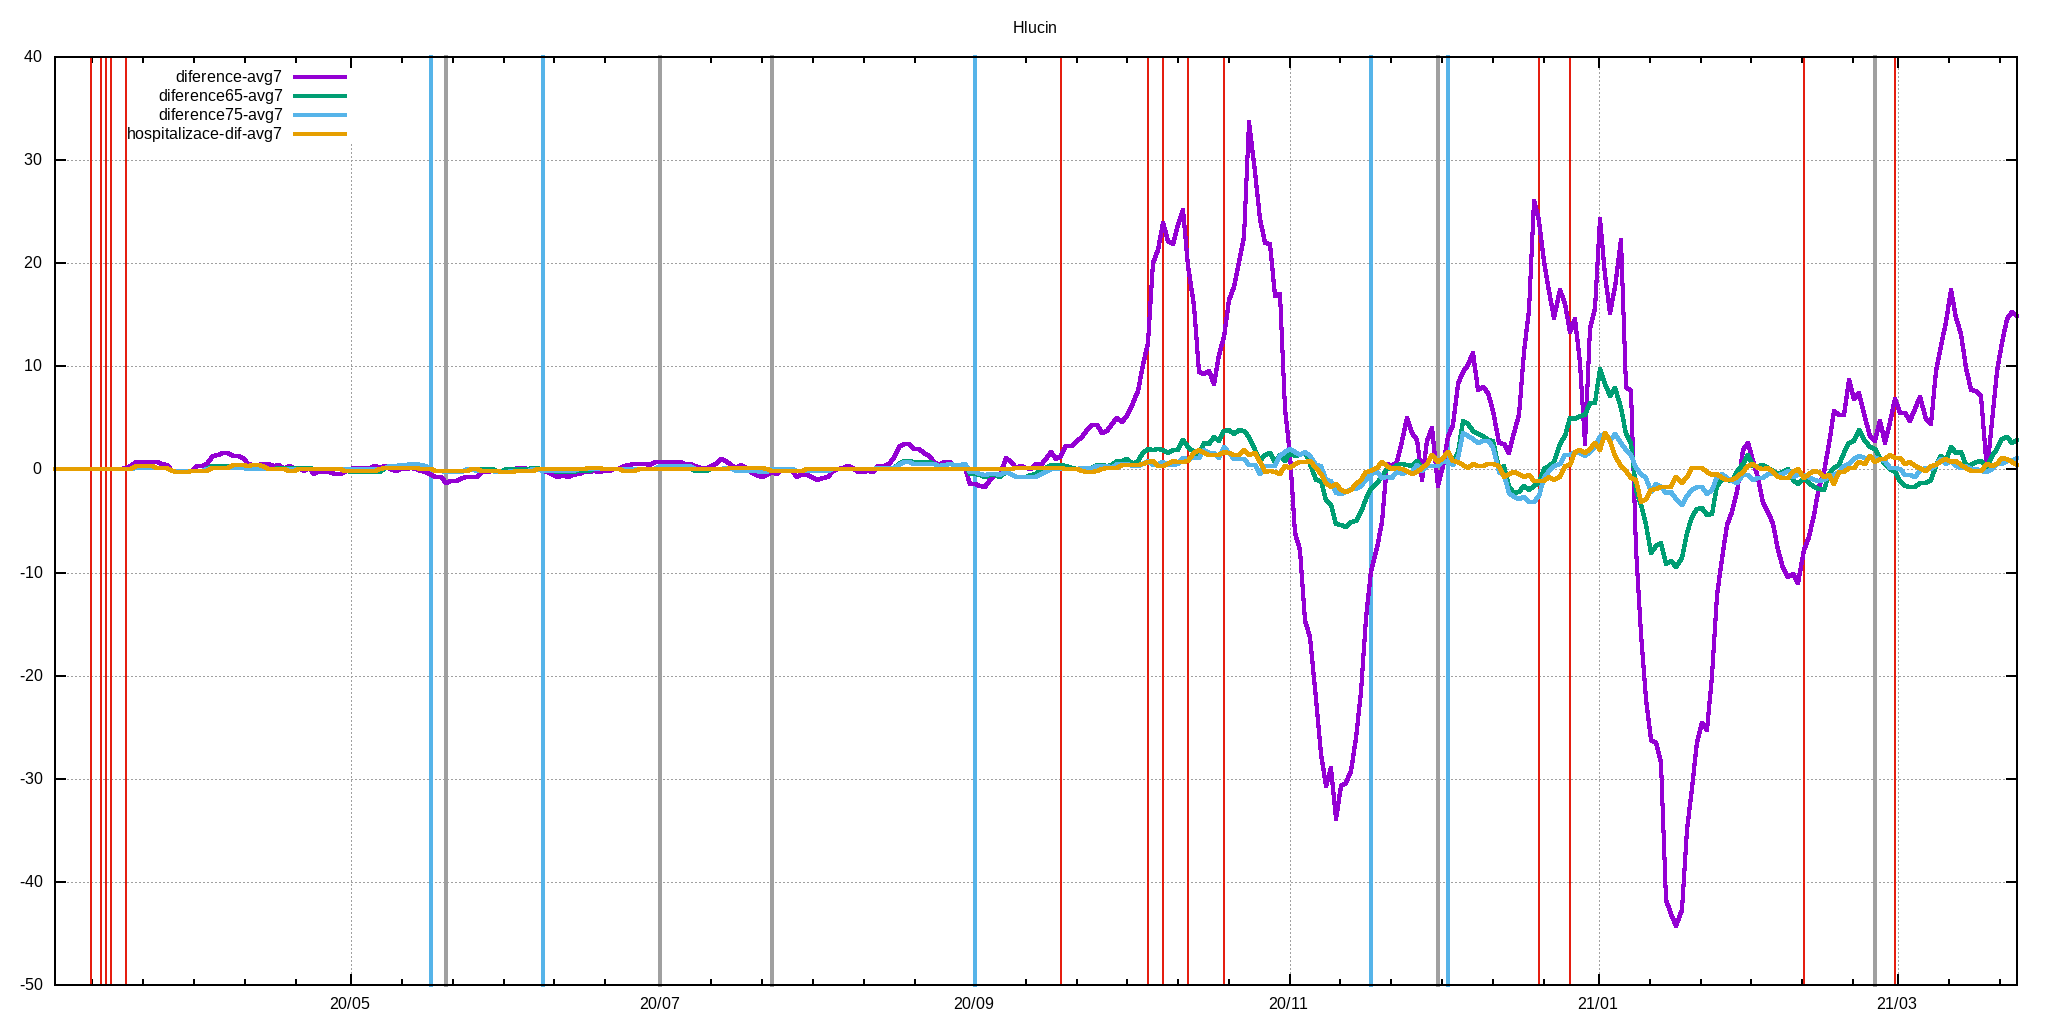 Hlucin
diference-avg7
diference65-avg7
diference75-avg7
hospitalizace-dif-avg7
40
30
20
10
0
-10
-20
-30
-40
-50
20/05 20/07 20/09 20/11 21/01 21/03